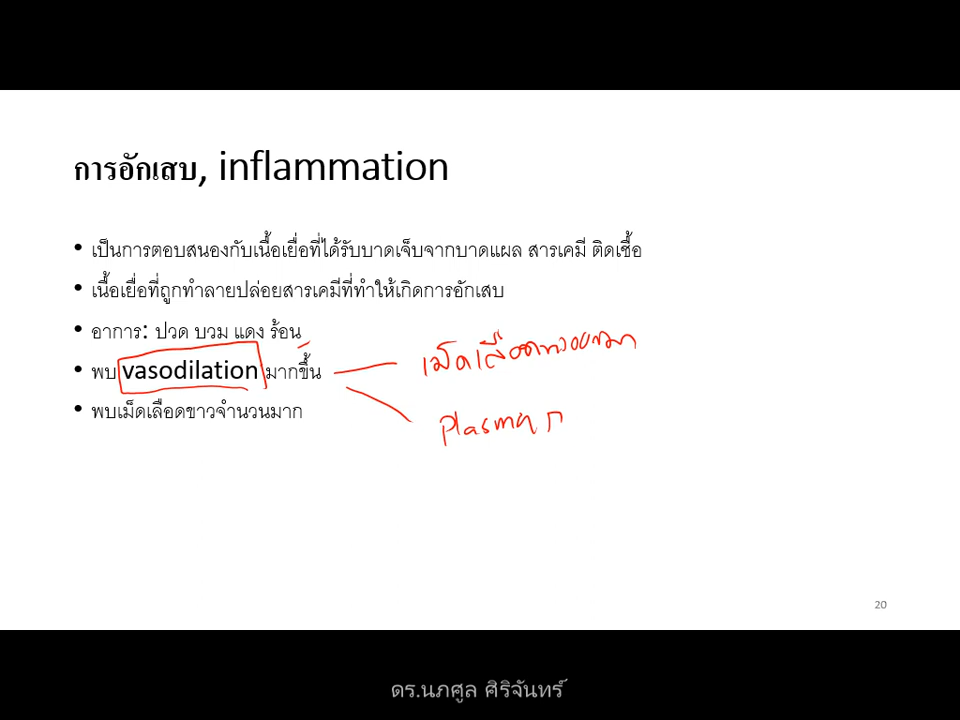 การอักเสบ, inflammation
• เป็นการตอบสนองกับเนื้อเยื่อที่ได้รับบาดเจ็บจากบาดแผล สารเคมี ติดเชื้อ
• เนื้อเยื่อที่ถูกทำลายปล่อยสารเคมีที่ทำให้เกิดการอักเสบ
• อาการ: ปวด บวม แดง ร้อน
• พบ vasodilation มากขึ้น
เม็ดเลือด
• พบเม็ดเลือดขาวจำนวนมาก
Plasma
20
ดร.นภศูล ศิริจันทร์